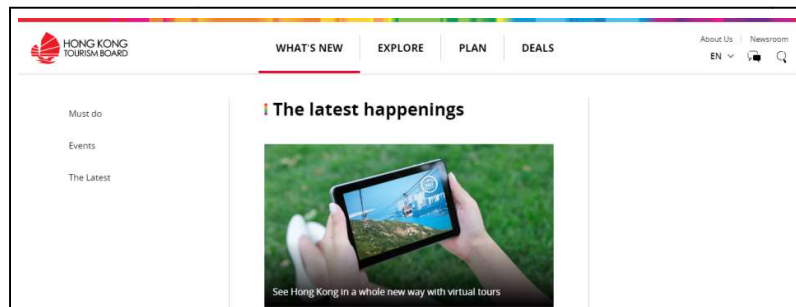 HONG KONG
TOURISM BOARD
WHAT'S NEW
EXPLORE
PLAN
DEALS
About Us
Newsroom
EN
Must do
Events
The Latest
The latest happenings
360
See Hong Kong in a whole new way with virtual tours